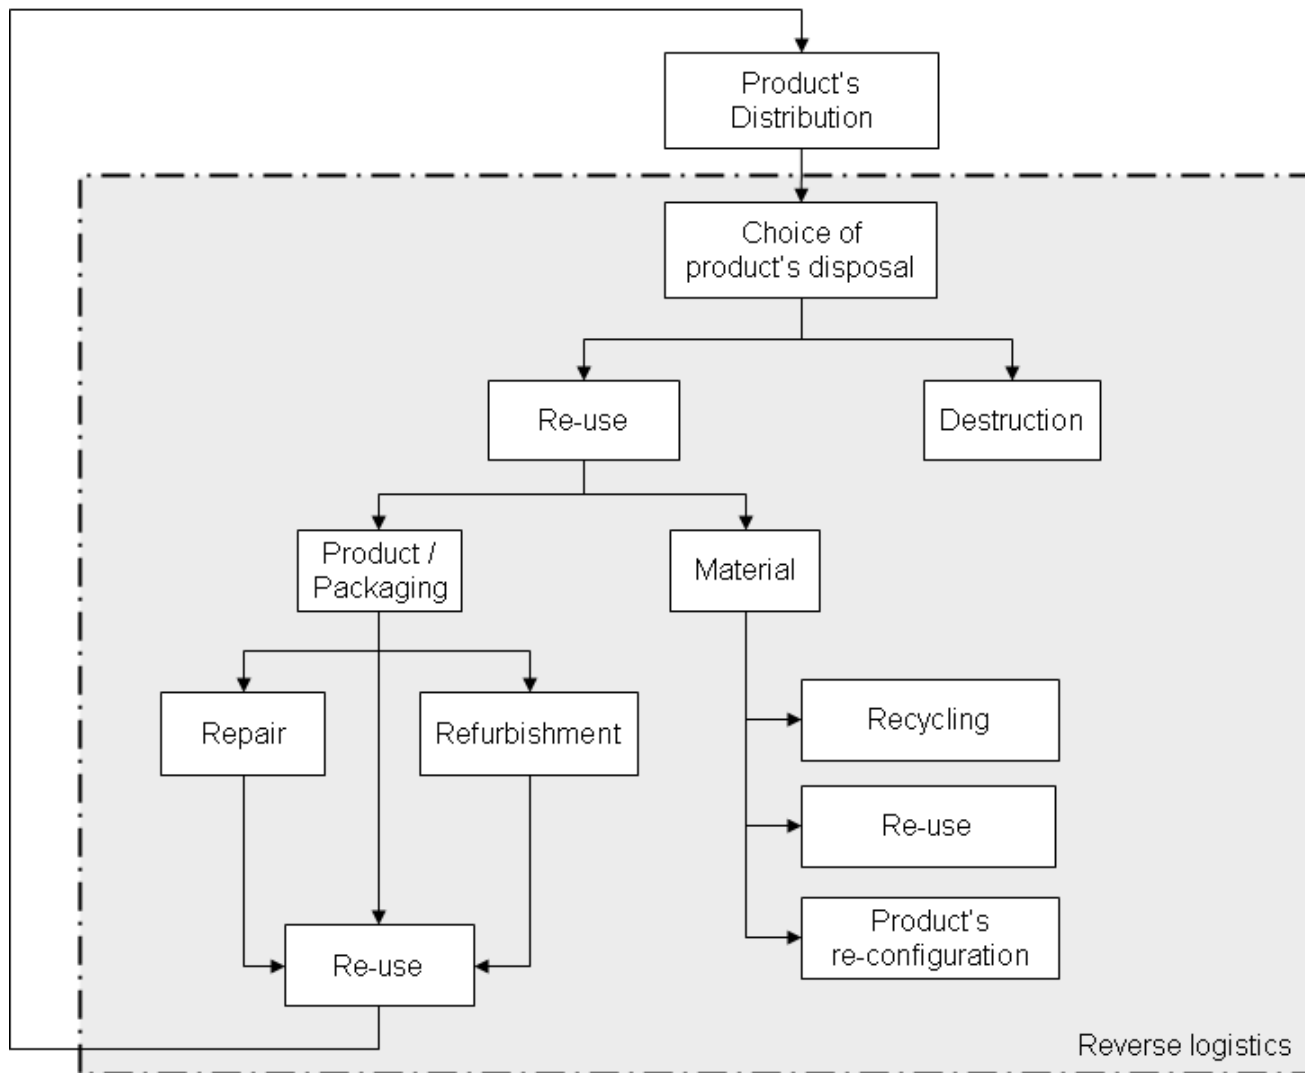 Product's
Distribution
Choice of
product's disposal
Re-use
Destruction
Product /
Packaging
Material
Repair
Refurbishment
Recycling
Re-use
Product's
re-configuration
Re-use
Reverse logistics